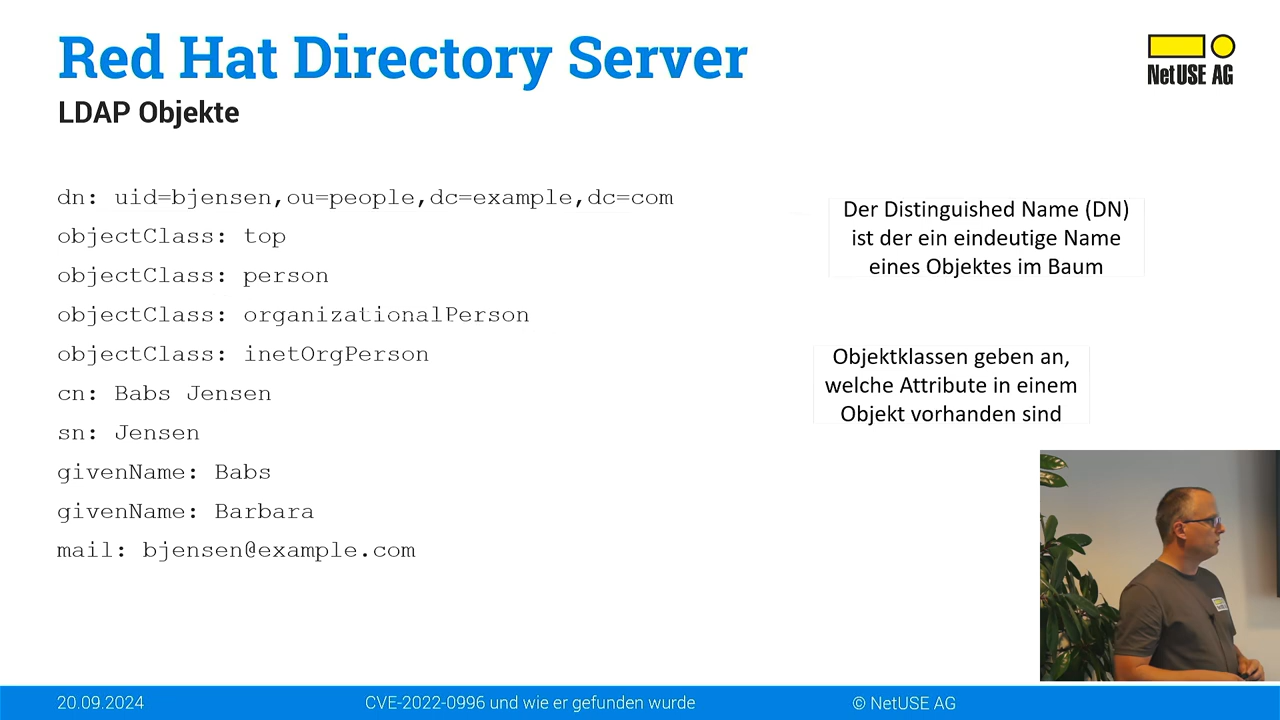 Red Hat Directory Server
NetUSE AG
LDAP Objekte
dn: uid=bjensen,ou=people,dc=example,dc=com
objectClass: top
objectClass: person
objectClass: organizationalPerson
objectClass: inetOrgPerson
cn: Babs Jensen
sn: Jensen
givenName: Babs
givenName: Barbara
mail: bjensen@example.com
Der Distinguished Name (DN)
ist der ein eindeutige Name
eines Objektes im Baum
Objektklassen geben an,
welche Attribute in einem
Objekt vorhanden sind
20.09.2024
CVE-2022-0996 und wie er gefunden wurde
© NetUSE AG